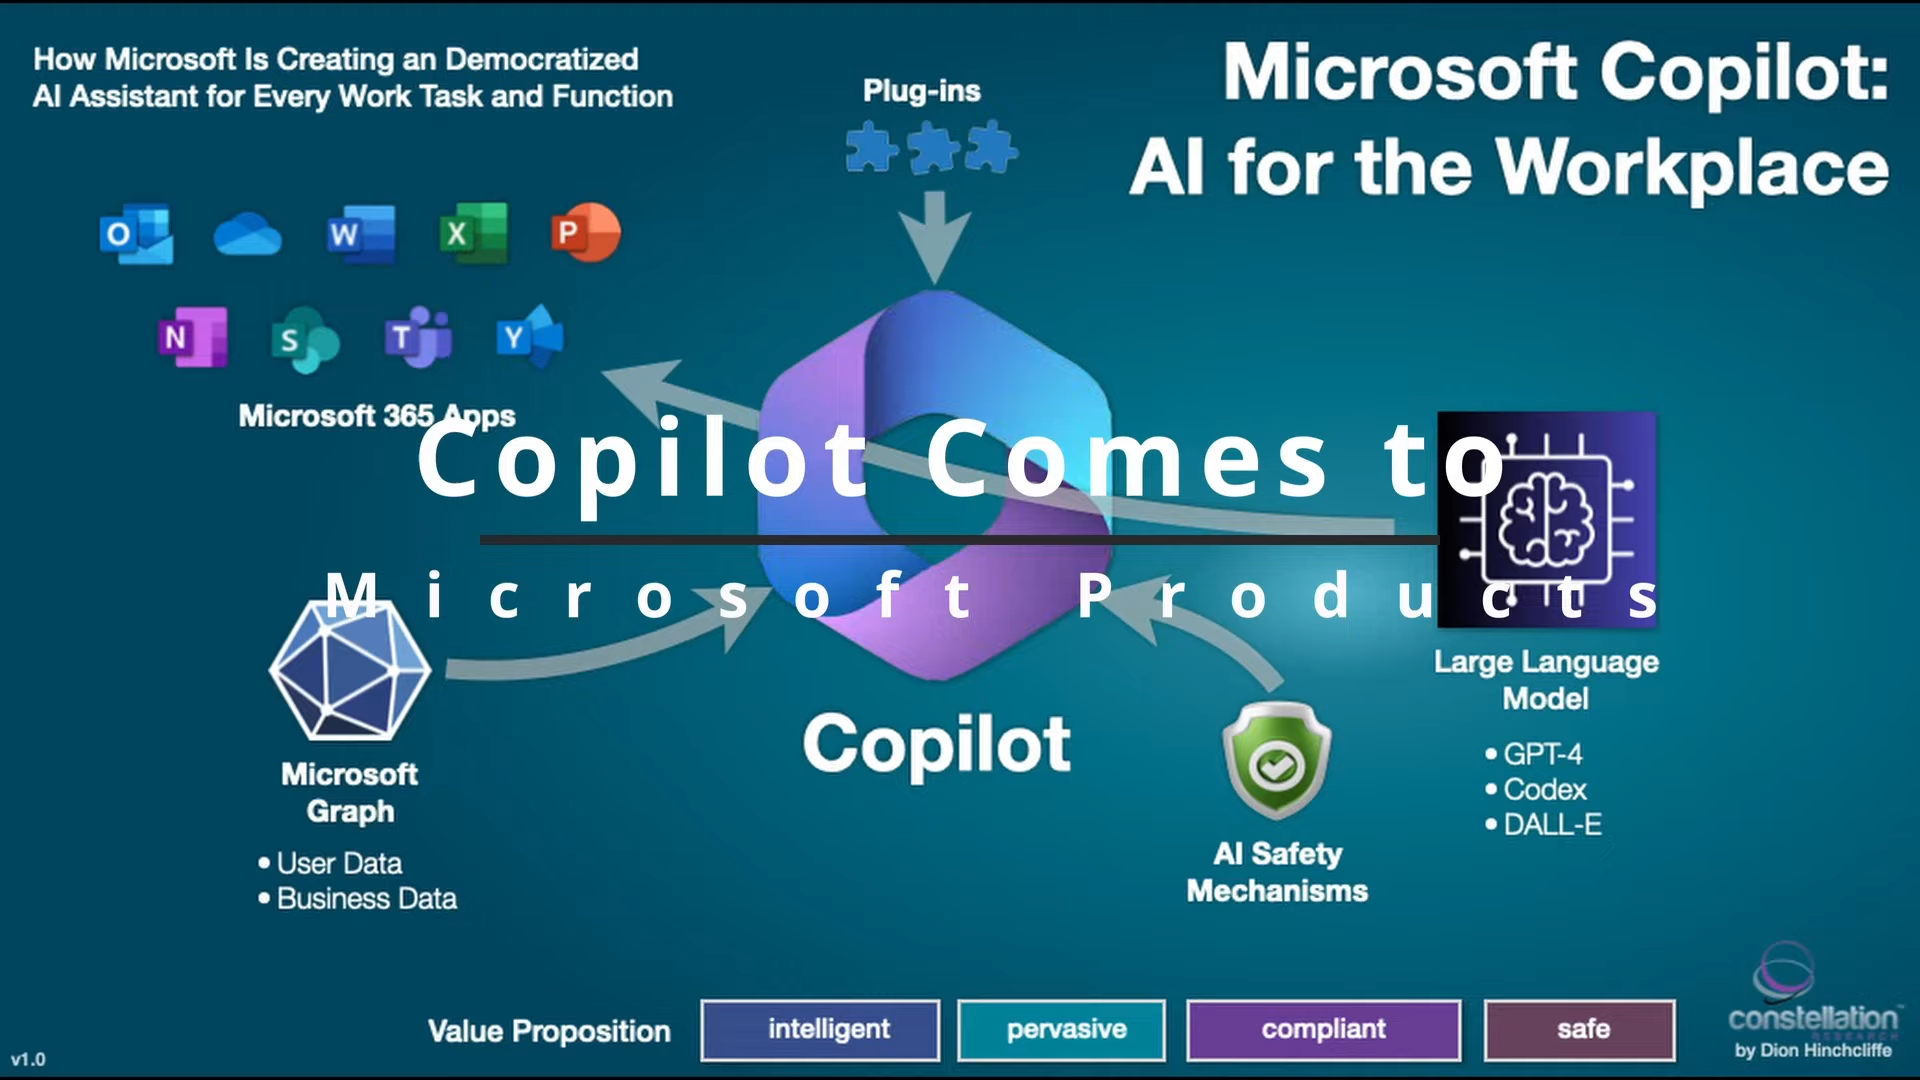 How Microsoft Is Creating an Democratized
AI Assistant for Every Work Task and Function
Microsoft Copilot:
AI for the Workplace
Plug-ins
O
W
X
P
N
S
T
Y
Microsoft 365 Apps
Copilot Comes to
Microsoft Products
Microsoft
Graph
• User Data
• Business Data
Copilot
AI Safety
Mechanisms
Large Language
Model
• GPT-4
• Codex
• DALL-E
Value Proposition
intelligent
pervasive
compliant
safe
v1.0
constellation
RESEARCH
by Dion Hinchcliffe